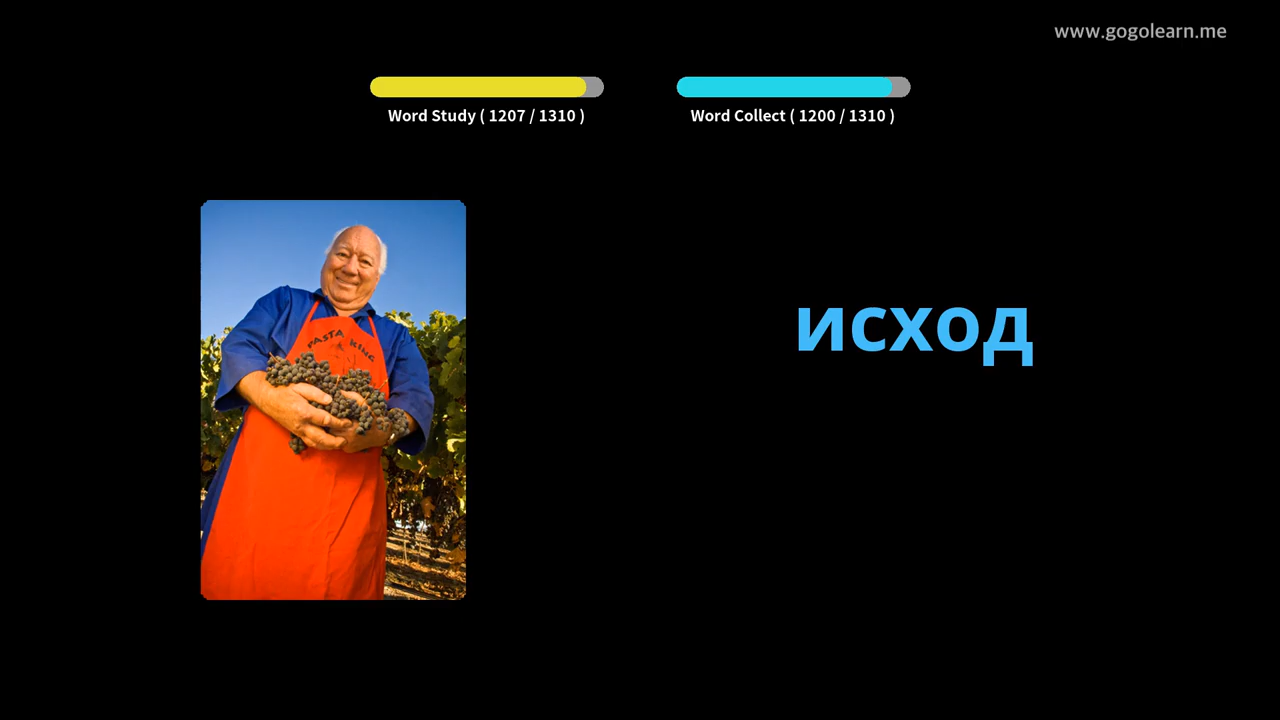 www.gogolearn.me
Word Study ( 1207 / 1310 )
Word Collect ( 1200 / 1310 )
PASTA KING
исход